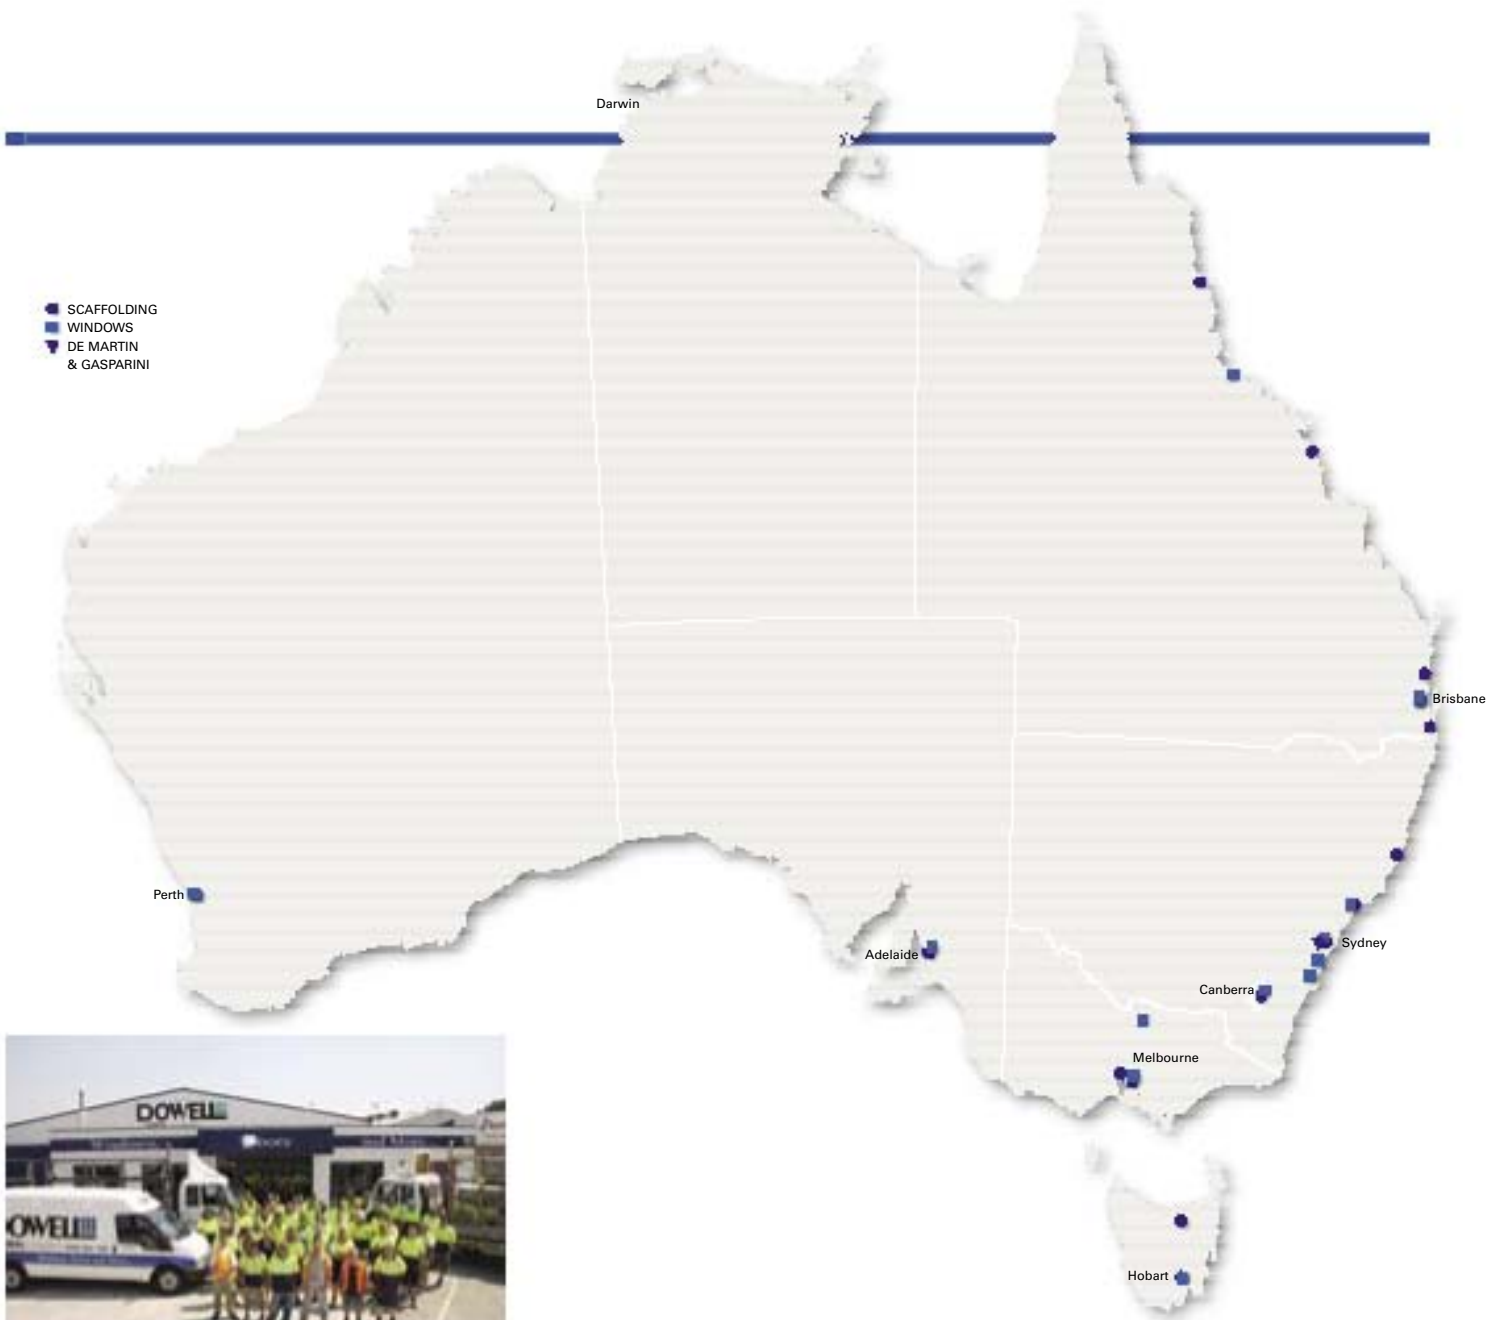 Darwin
SCAFFOLDING
WINDOWS
DE MARTIN
& GASPARINI
Brisbane
Perth
Adelaide
Sydney
Canberra
Melbourne
Hobart
DOWELL
DOWELL